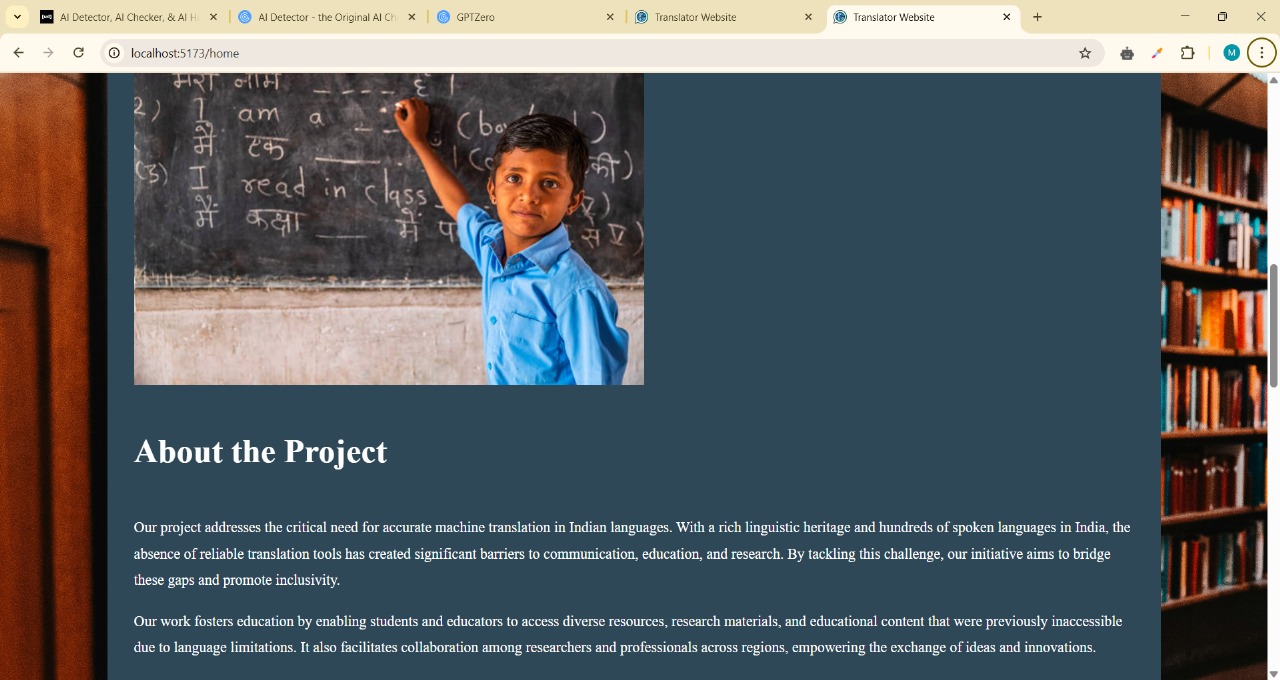 AI Detector, AI Checker, & AI H
AI Detector - the Original AI Ch
GPTZero
Translator Website
Translator Website
localhost:5173/home
M
मेरा नाम ____ है |
2) I am a ___ (bo
मैं एक ___
(3) I read in class
मैं कक्षा ___ में
About the Project
Our project addresses the critical need for accurate machine translation in Indian languages. With a rich linguistic heritage and hundreds of spoken languages in India, the
absence of reliable translation tools has created significant barriers to communication, education, and research. By tackling this challenge, our initiative aims to bridge
these gaps and promote inclusivity.
Our work fosters education by enabling students and educators to access diverse resources, research materials, and educational content that were previously inaccessible
due to language limitations. It also facilitates collaboration among researchers and professionals across regions, empowering the exchange of ideas and innovations.